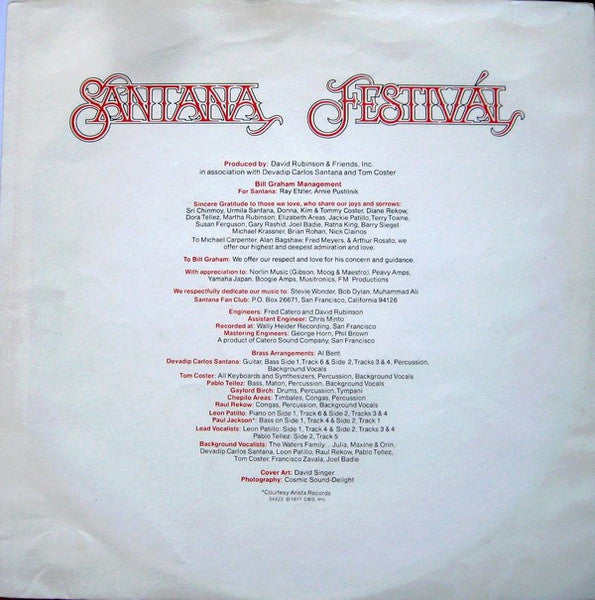 SANTANA FESTIVÁL
Produced by: David Rubinson & Friends, Inc.
in association with Devadip Carlos Santana and Tom Coster
Bill Graham Management
For Santana: Ray Etzler, Arnie Pustilnik
Sincere Gratitude to those we love, who share our joys and sorrows:
Sri Chinmoy, Urmila Santana, Donna, Kim & Tommy Coster, Diane Rekow,
Dora Tellez, Martha Rubinson, Elizabeth Areas, Jackie Patillo, Terry Towne,
Susan Ferguson, Gary Rashid, Joel Badie, Ratna King, Barry Siegel,
Michael Krassner, Brian Rohan, Nick Clainos
To Michael Carpenter, Alan Bagshaw, Fred Meyers, & Arthur Rosato, we
offer our highest and deepest admiration and love.
To Bill Graham: We offer our respect and love for his concern and guidance.
With appreciation to: Norlin Music (Gibson, Moog & Maestro), Peavy Amps,
Yamaha Japan, Boogie Amps, Musitronics, F.M. Productions
We respectfully dedicate our music to: Stevie Wonder, Bob Dylan, Muhammad Ali
Santana Fan Club: P.O. Box 26671, San Francisco, California 94126
Engineers: Fred Catero and David Rubinson
Assistant Engineer: Chris Minto
Recorded at: Wally Heider Recording, San Francisco
Mastering Engineers: George Horn, Phil Brown
A product of Catero Sound Company, San Francisco
Brass Arrangements: Al Bent
Devadip Carlos Santana: Guitar, Bass Side 1, Track 6 & Side 2, Tracks 3 & 4, Percussion,
Background Vocals
Tom Coster: All Keyboards and Synthesizers, Percussion, Background Vocals
Pablo Tellez: Bass, Maton, Percussion, Background Vocals
Gaylord Birch: Drums, Percussion, Tympani
Chepito Areas: Timbales, Congas, Percussion
Raul Rekow: Congas, Percussion, Background Vocals
Leon Patillo: Piano on Side 1, Track 6 & Side 2, Tracks 3 & 4
Paul Jackson*: Bass on Side 1, Track 4 & Side 2, Track 1
Lead Vocalists: Leon Patillo: Side 1, Track 4 & Side 2, Tracks 3 & 4
Pablo Tellez: Side 2, Track 5
Background Vocalists: The Waters Family... Julia, Maxine & Orin,
Devadip Carlos Santana, Leon Patillo, Raul Rekow, Pablo Tellez,
Tom Coster, Francisco Zavala, Joel Badie
Cover Art: David Singer
Photography: Cosmic Sound-Delight
*Courtesy Arista Records
34423 © 1977 CBS, Inc.